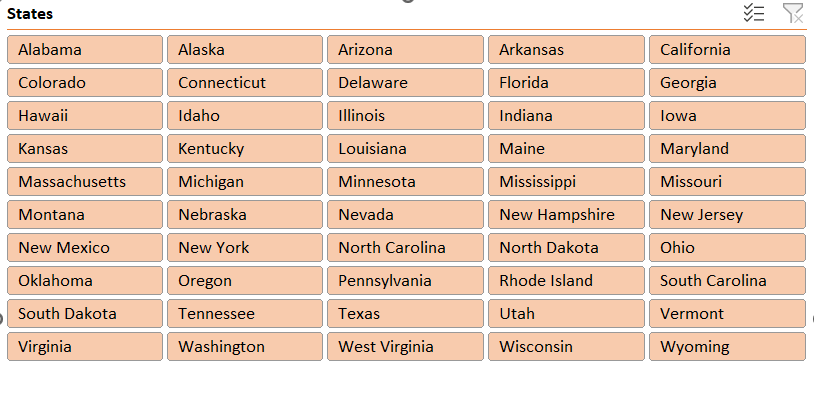 States
Alabama Alaska Arizona Arkansas California
Colorado Connecticut Delaware Florida Georgia
Hawaii Idaho Illinois Indiana Iowa
Kansas Kentucky Louisiana Maine Maryland
Massachusetts Michigan Minnesota Mississippi Missouri
Montana Nebraska Nevada New Hampshire New Jersey
New Mexico New York North Carolina North Dakota Ohio
Oklahoma Oregon Pennsylvania Rhode Island South Carolina
South Dakota Tennessee Texas Utah Vermont
Virginia Washington West Virginia Wisconsin Wyoming